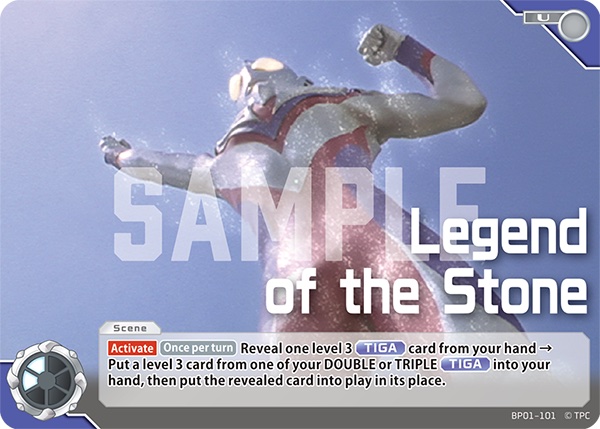 U
SAMPLE
Legend
of the Stone
Scene
Activate Once per turn Reveal one level 3 TIGA card from your hand →
Put a level 3 card from one of your DOUBLE or TRIPLE TIGA into your
hand, then put the revealed card into play in its place.
BP01-101 © TPC